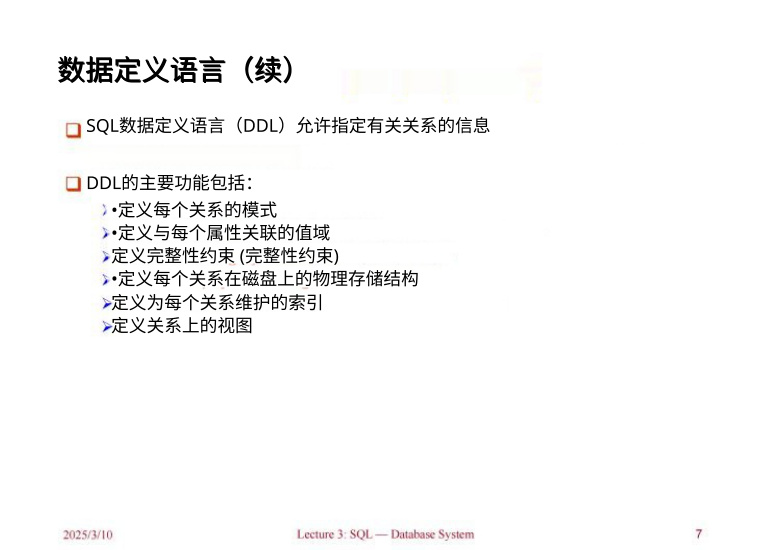 数据定义语言（续）
SQL数据定义语言（DDL）允许指定有关关系的信息
DDL的主要功能包括：
•定义每个关系的模式
•定义与每个属性关联的值域
定义完整性约束 (完整性约束)
•定义每个关系在磁盘上的物理存储结构
定义为每个关系维护的索引
定义关系上的视图
2025/3/10
Lecture 3: SQL — Database System
7